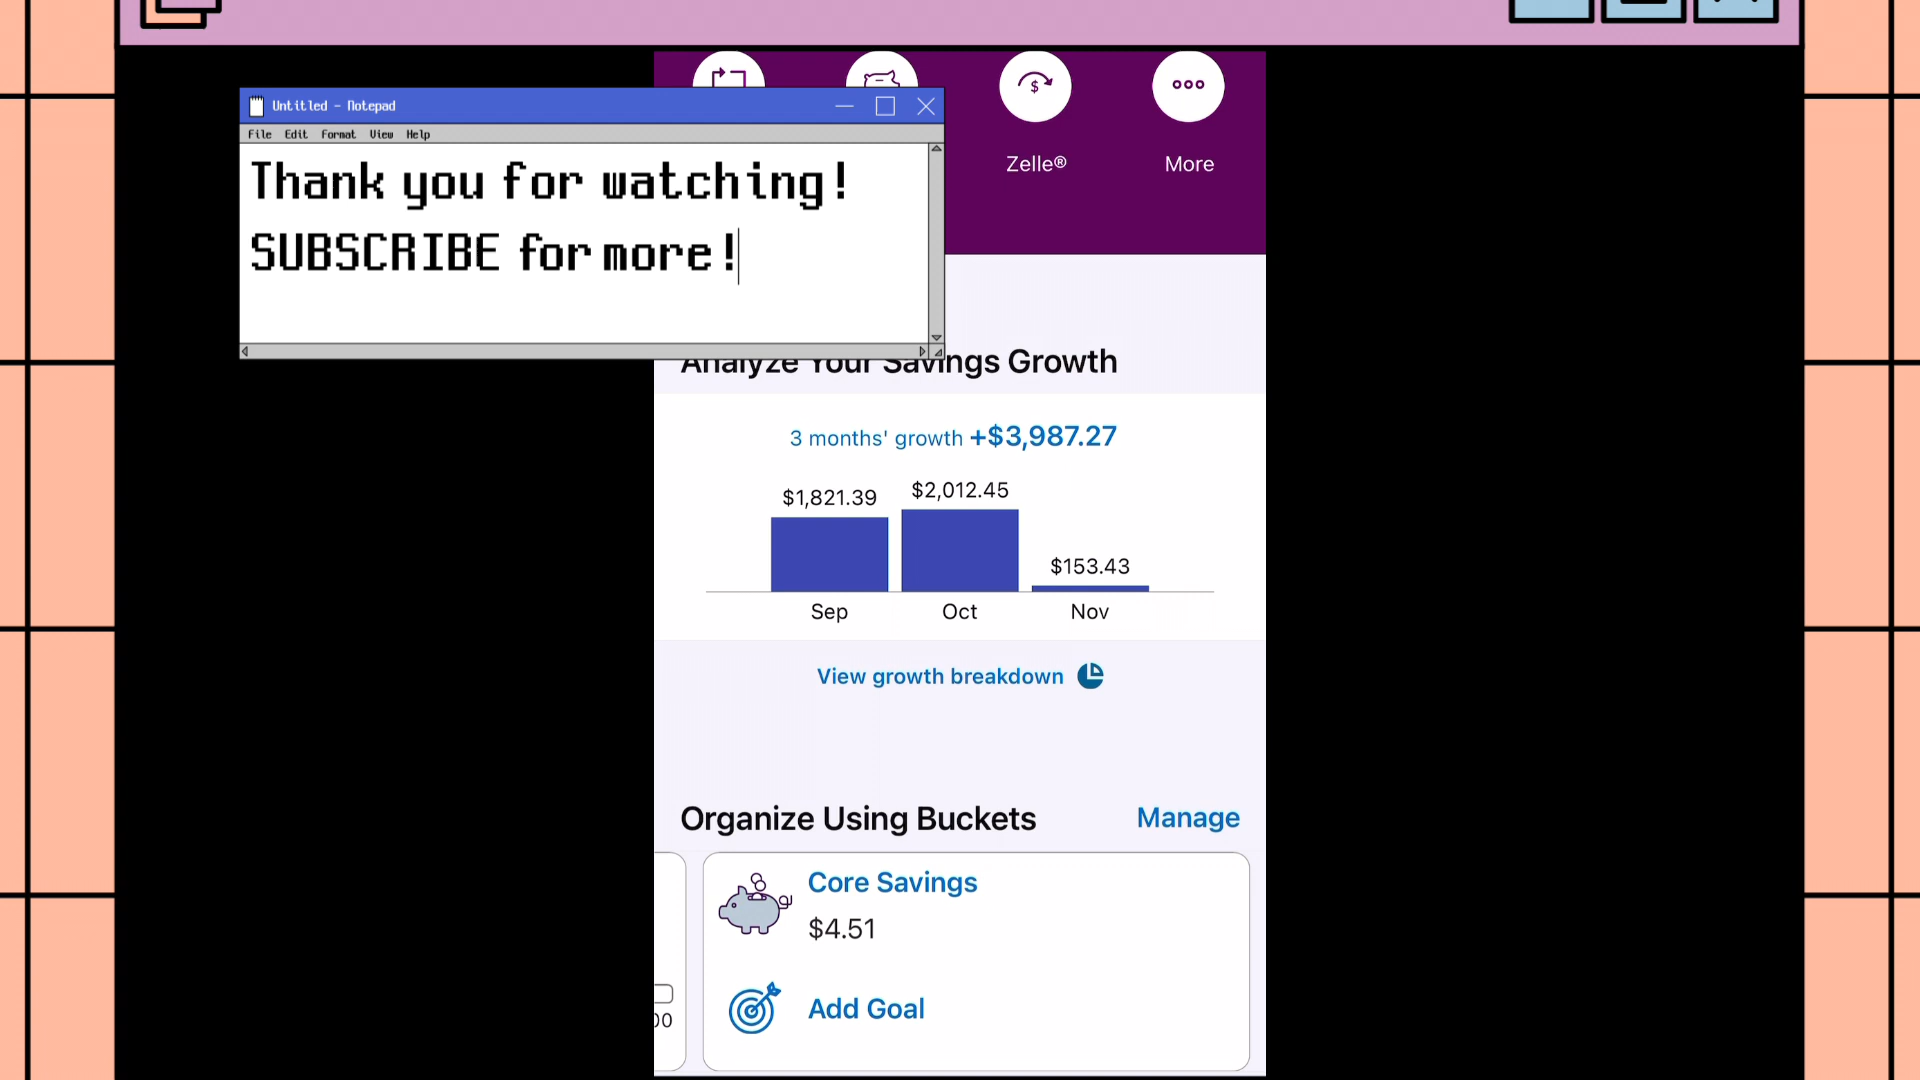 Untitled - Notepad
File Edit Format View Help
Thank you for watching!
SUBSCRIBE for more!
Zelle® More
Analyze Your Savings Growth
3 months' growth +$3,987.27
$1,821.39 $2,012.45 $153.43
Sep Oct Nov
View growth breakdown
Organize Using Buckets Manage
Core Savings
$4.51
Add Goal
00